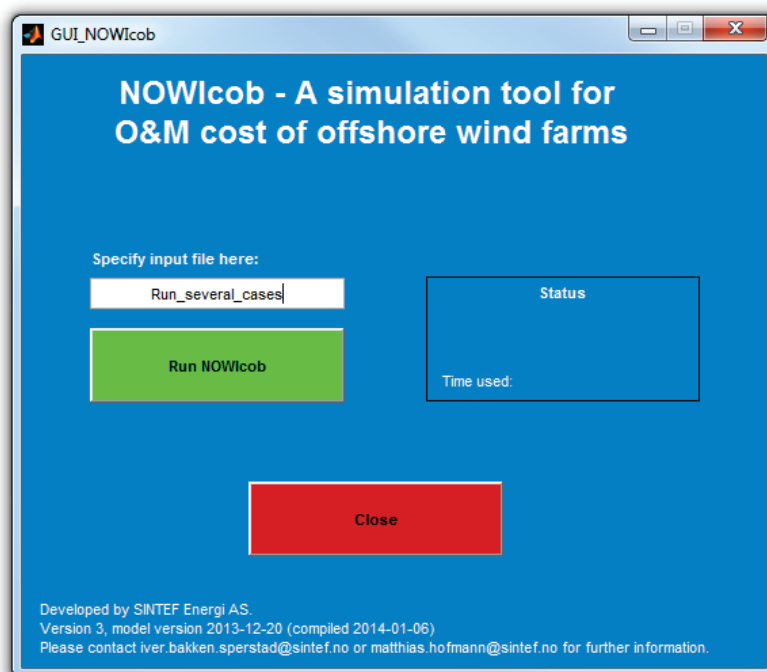 GUI_NOWIcob
NOWIcob - A simulation tool for
O&M cost of offshore wind farms
Specify input file here:
Run_several_cases
Run NOWIcob
Status
Time used:
Close
Developed by SINTEF Energi AS.
Version 3, model version 2013-12-20 (compiled 2014-01-06)
Please contact iver.bakken.sperstad@sintef.no or matthias.hofmann@sintef.no for further information.